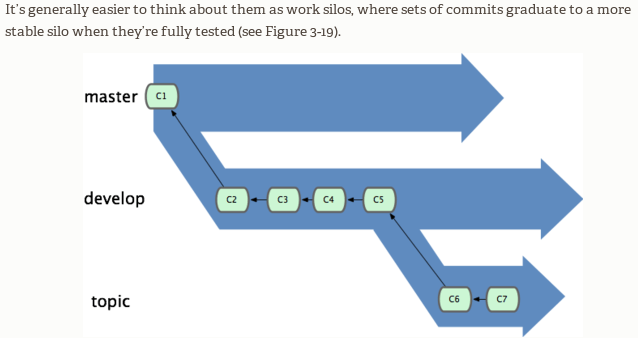 It's generally easier to think about them as work silos, where sets of commits graduate to a more
stable silo when they're fully tested (see Figure 3-19).
master C1
develop C2 C3 C4 C5
topic C6 C7